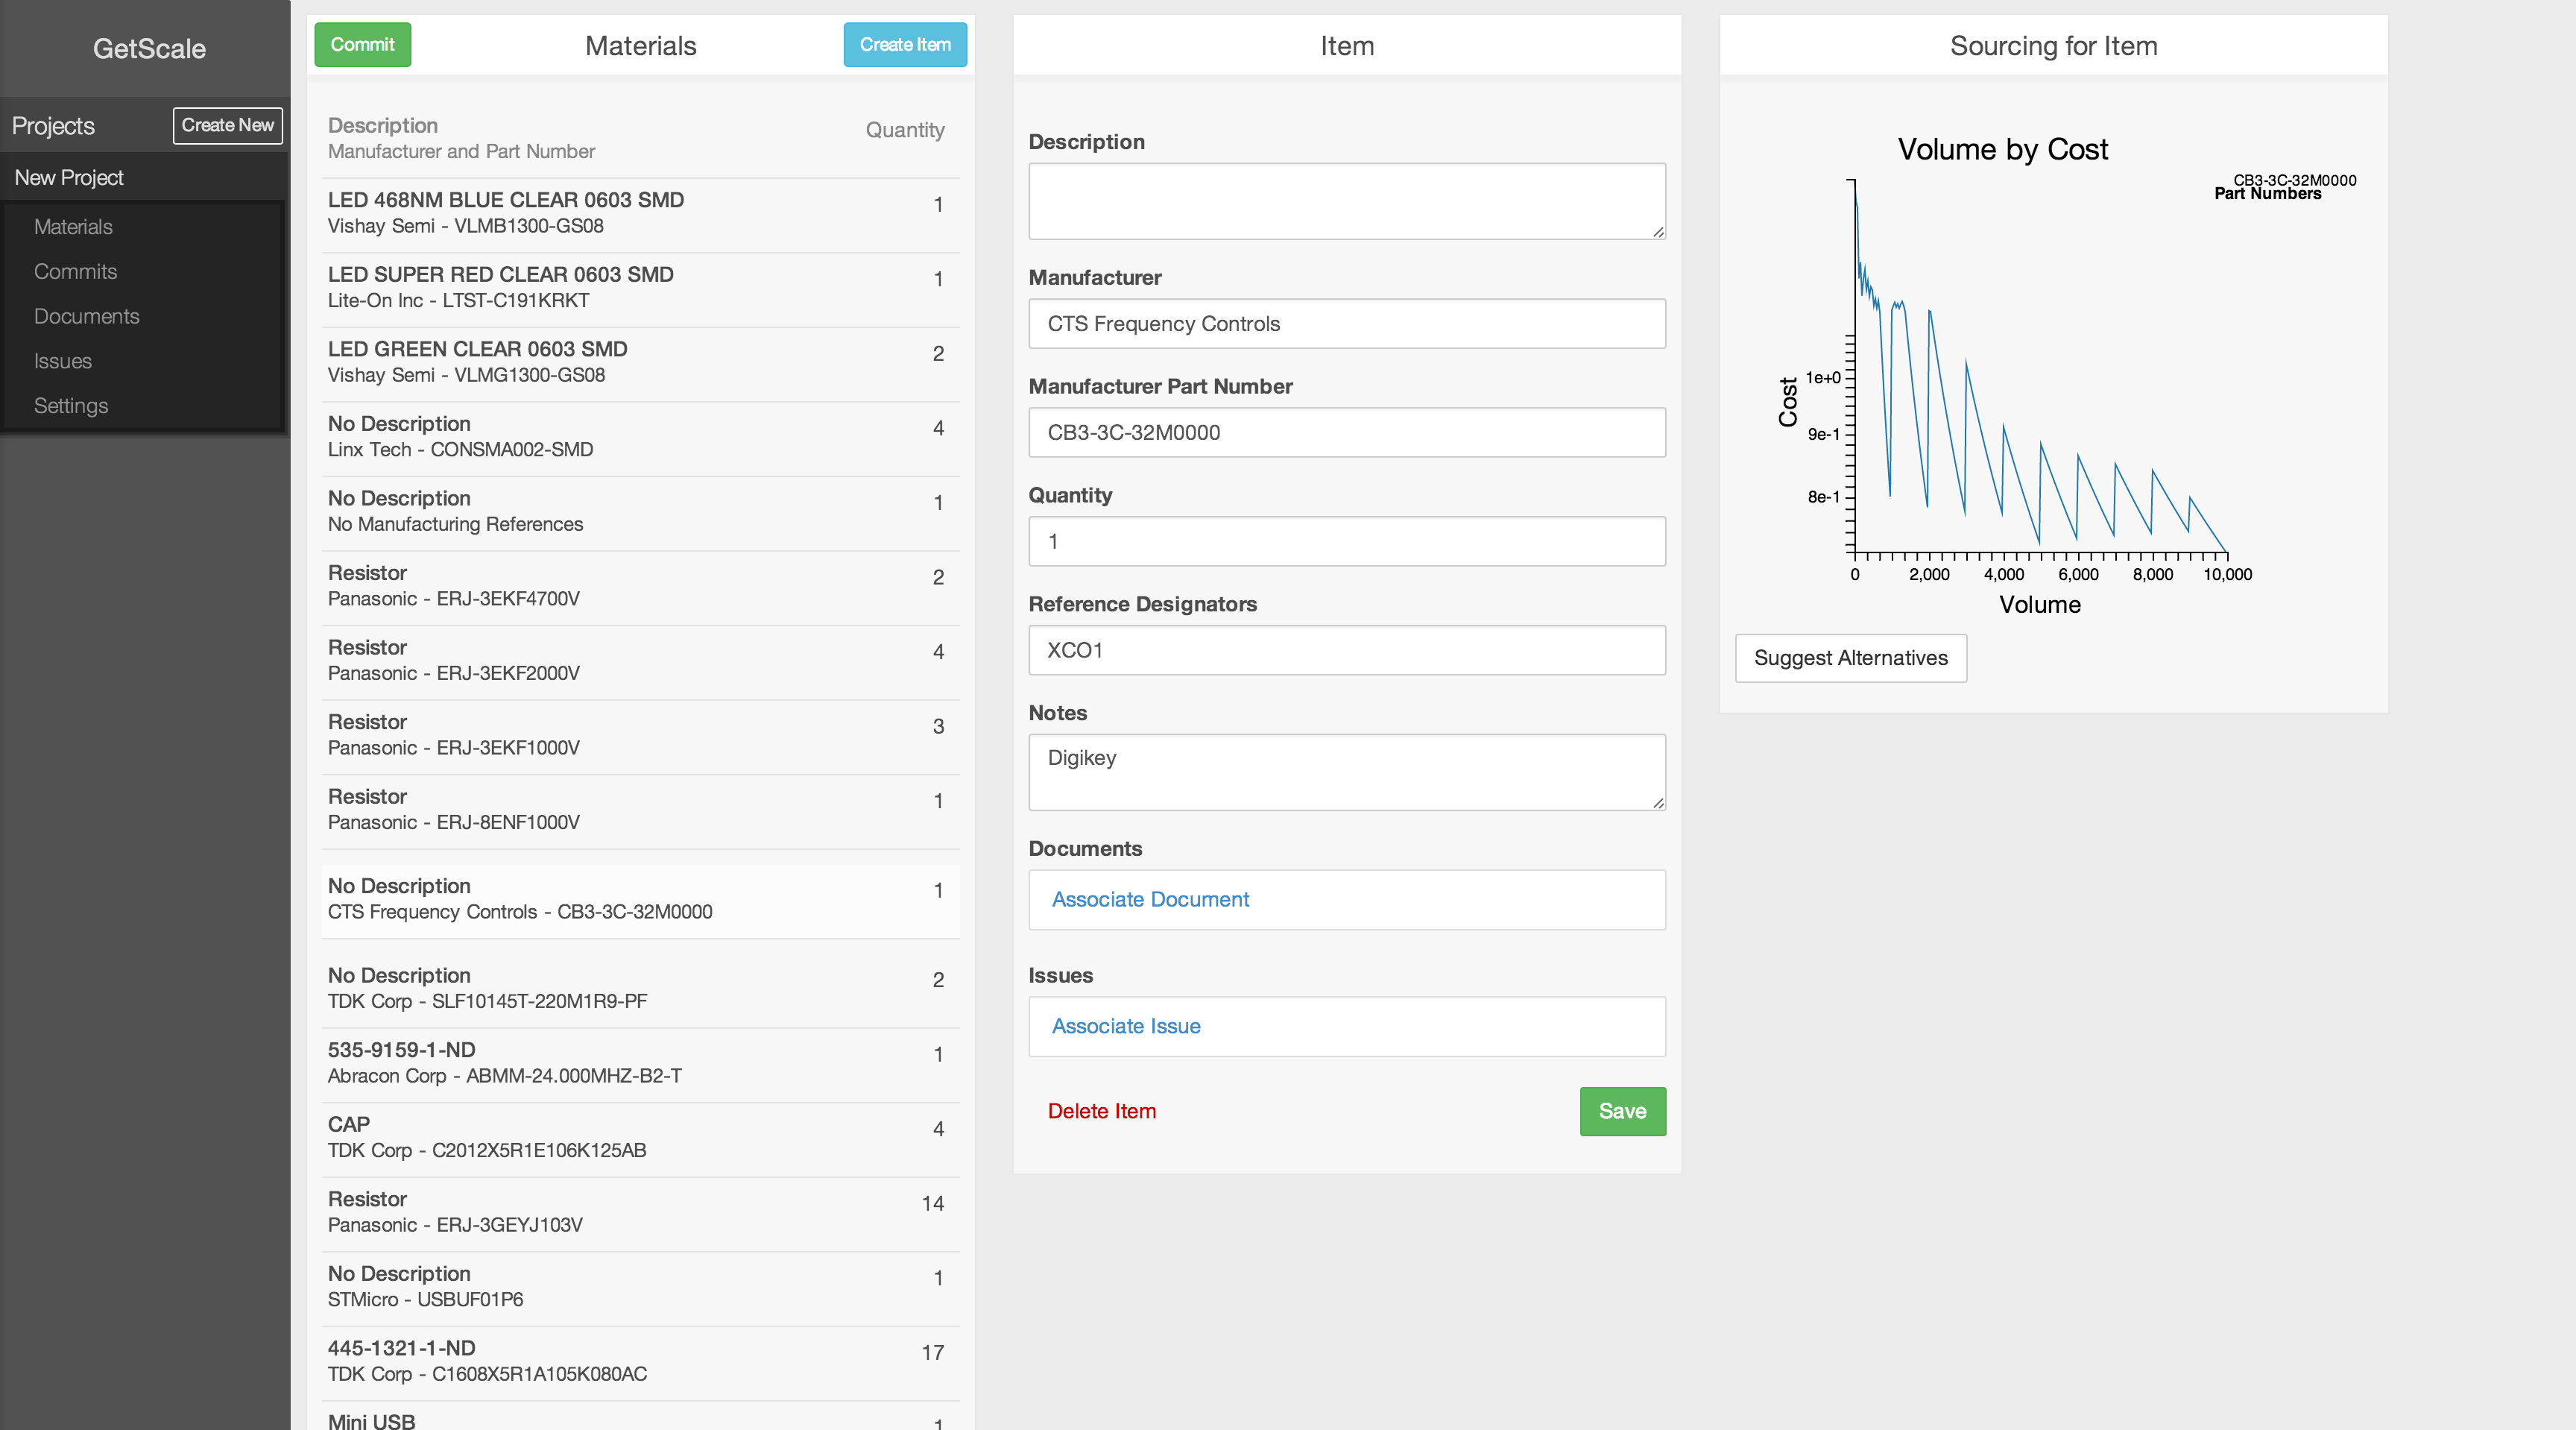 GetScale
Projects
Create New
New Project
Materials
Commits
Documents
Issues
Settings
Commit
Materials
Create Item
Description
Quantity
Manufacturer and Part Number
LED 468NM BLUE CLEAR 0603 SMD
1
Vishay Semi - VLMB1300-GS08
LED SUPER RED CLEAR 0603 SMD
1
Lite-On Inc - LTST-C191KRKT
LED GREEN CLEAR 0603 SMD
2
Vishay Semi - VLMG1300-GS08
No Description
4
Linx Tech - CONSMA002-SMD
No Description
1
No Manufacturing References
Resistor
2
Panasonic - ERJ-3EKF4700V
Resistor
4
Panasonic - ERJ-3EKF2000V
Resistor
3
Panasonic - ERJ-3EKF1000V
Resistor
1
Panasonic - ERJ-8ENF1000V
No Description
1
CTS Frequency Controls - CB3-3C-32M0000
No Description
2
TDK Corp - SLF10145T-220M1R9-PF
535-9159-1-ND
1
Abracon Corp - ABMM-24.000MHZ-B2-T
CAP
4
TDK Corp - C2012X5R1E106K125AB
Resistor
14
Panasonic - ERJ-3GEYJ103V
No Description
1
STMicro - USBUF01P6
445-1321-1-ND
17
TDK Corp - C1608X5R1A105K080AC
Mini USB
1
Item
Description
Manufacturer
CTS Frequency Controls
Manufacturer Part Number
CB3-3C-32M0000
Quantity
1
Reference Designators
XCO1
Notes
Digikey
Documents
Associate Document
Issues
Associate Issue
Delete Item
Save
Sourcing for Item
Volume by Cost
CB3-3C-32M0000
Part Numbers
Cost
1e+0
9e-1
8e-1
0
2,000
4,000
6,000
8,000
10,000
Volume
Suggest Alternatives